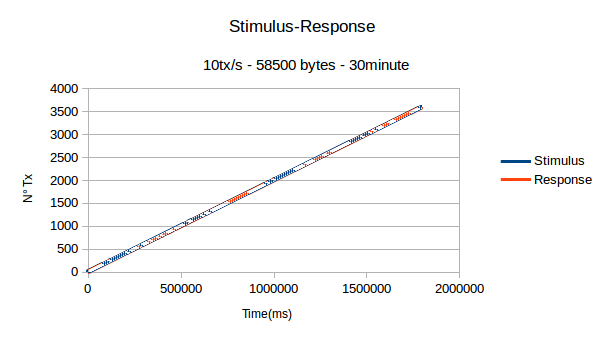 Stimulus-Response
10tx/s - 58500 bytes - 30minute
4000
3500
3000
2500
2000
1500
1000
500
0
N° Tx
Stimulus
Response
0 500000 1000000 1500000 2000000
Time(ms)